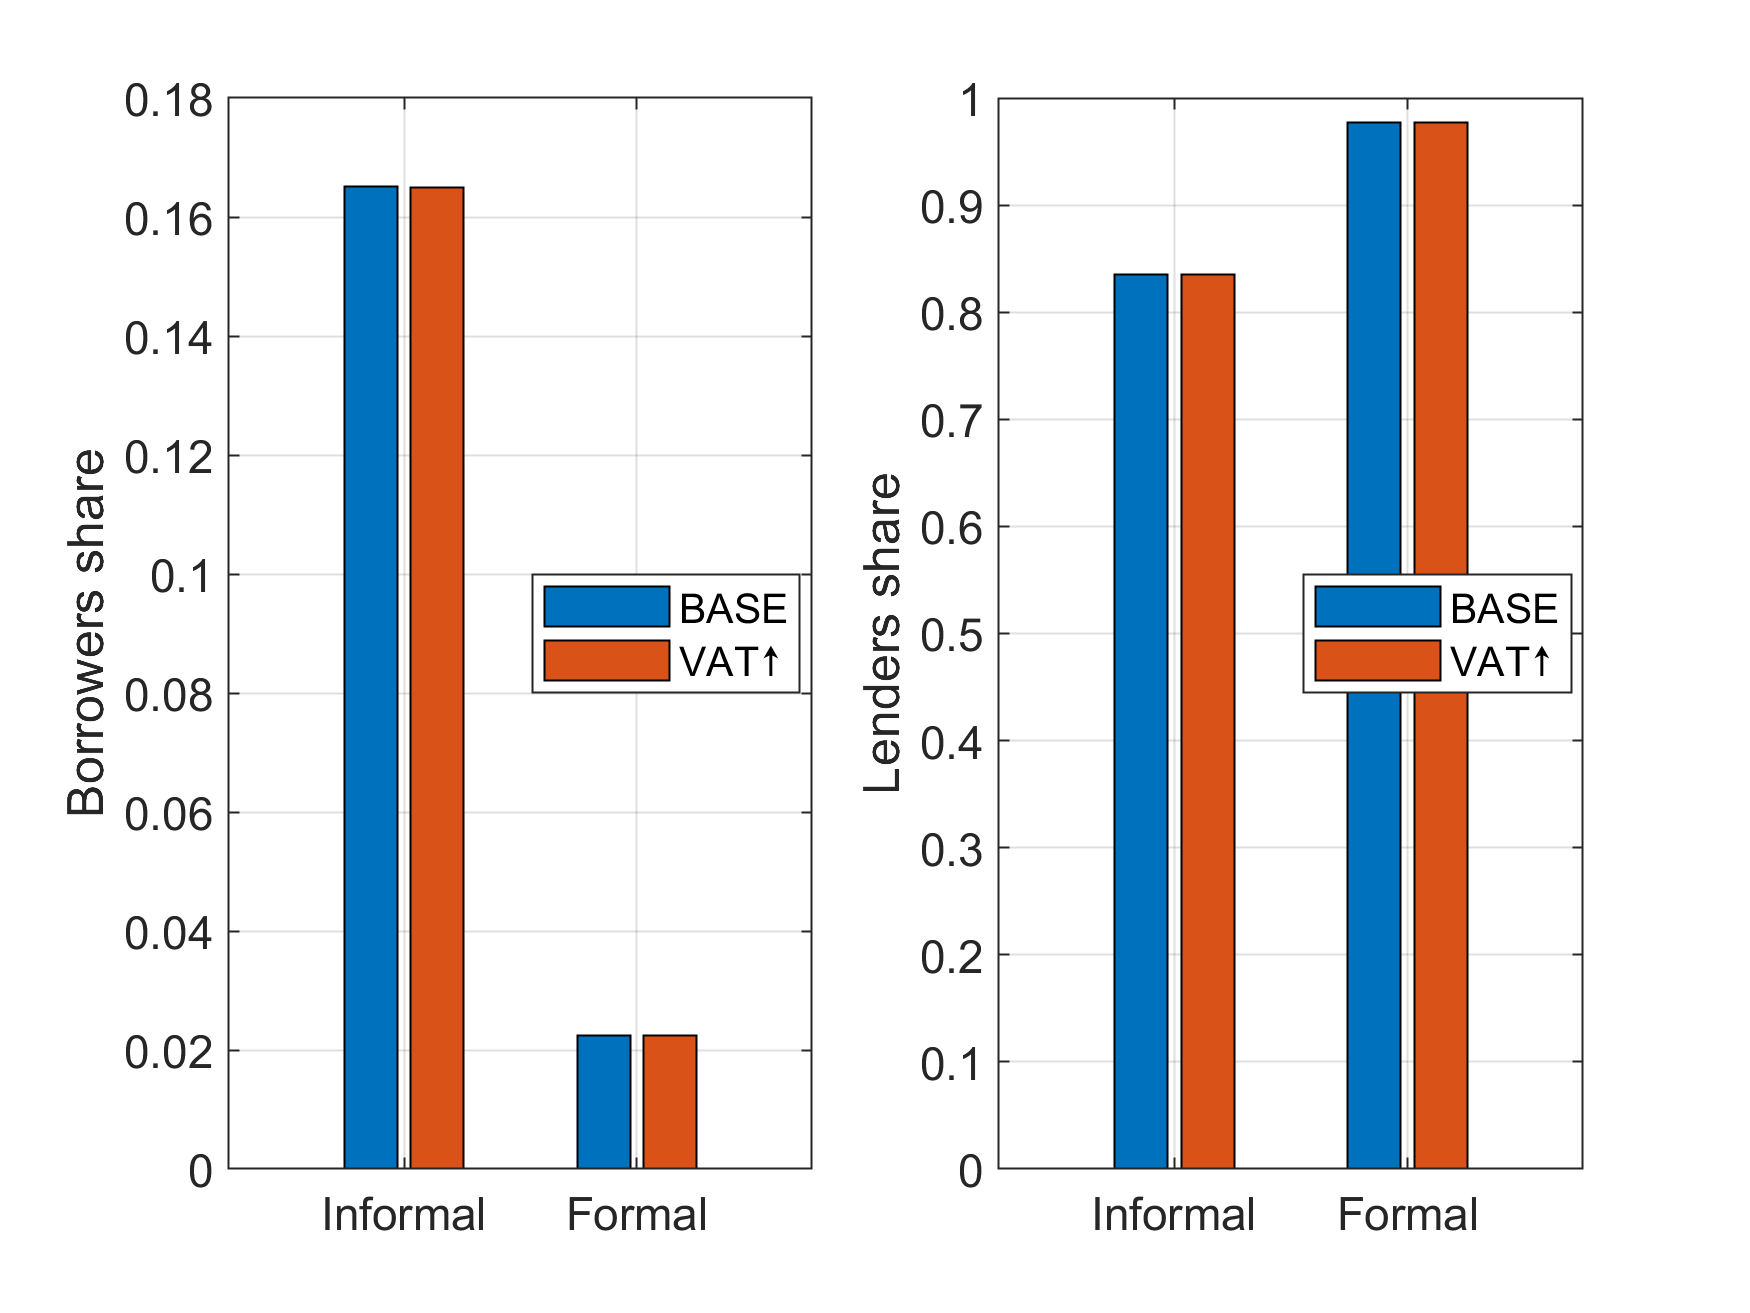 Borrowers share
0.18
0.16
0.14
0.12
0.1
0.08
0.06
0.04
0.02
0
Informal Formal
BASE
VAT↑
Lenders share
1
0.9
0.8
0.7
0.6
0.5
0.4
0.3
0.2
0.1
0
Informal Formal
BASE
VAT↑